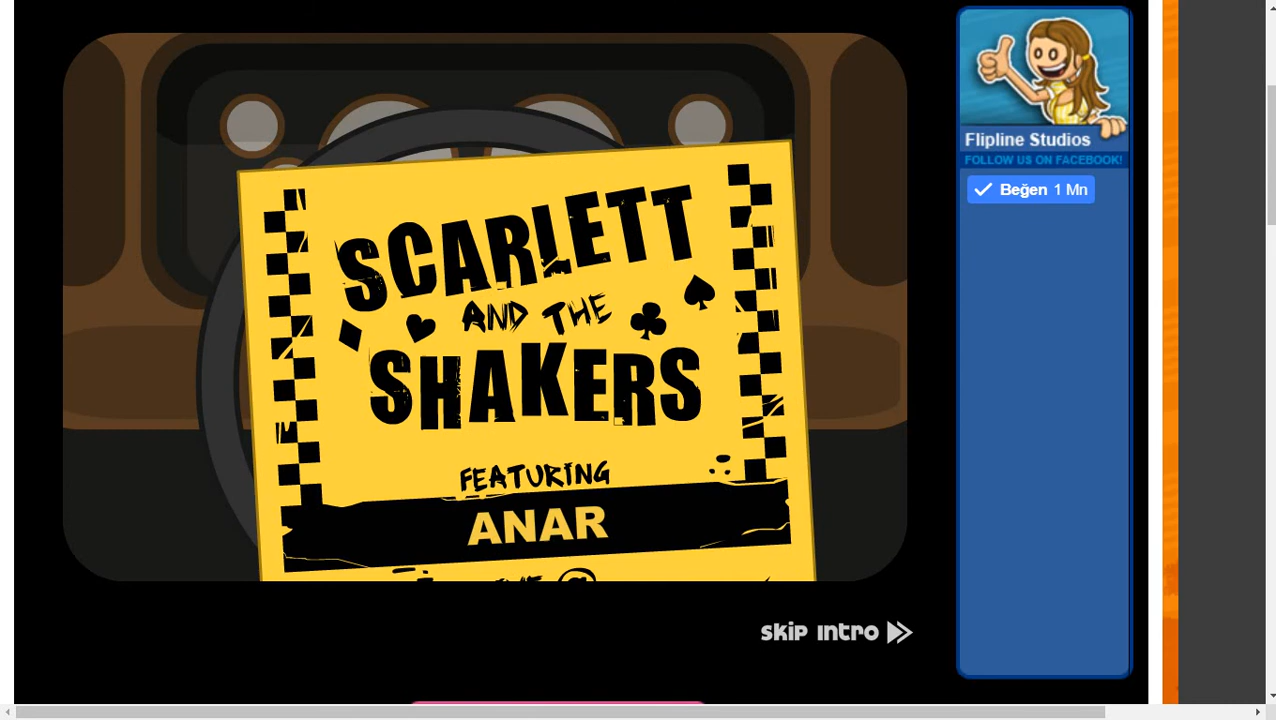 SCARLETT
AND THE
SHAKERS
FEATURING
ANAR
skip intro
Flipline Studios
FOLLOW US ON FACEBOOK!
Beğen 1 Mn